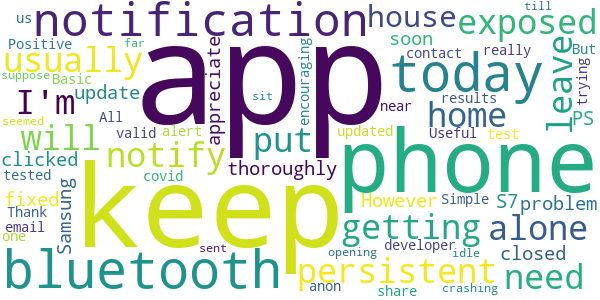 us notification house exposed till
Positive far soon But
usually app contact really leave trying
I'm Basic update appreciate encouraging near today phone
suppose seemed All sit results home PS
will valid alert put updated Useful test
clicked notify thoroughly
tested covid However Simple S7 problem
fixed keep getting alone
Thank Samsung developer closed
email one sent opening idle
bluetooth persistent need
anon share crashing